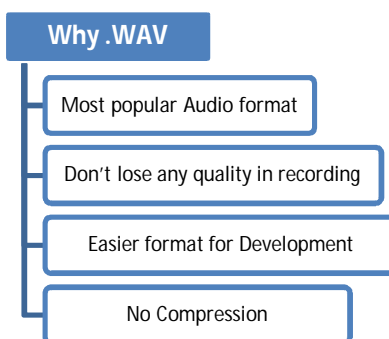 Why .WAV
Most popular Audio format
Don't lose any quality in recording
Easier format for Development
No Compression